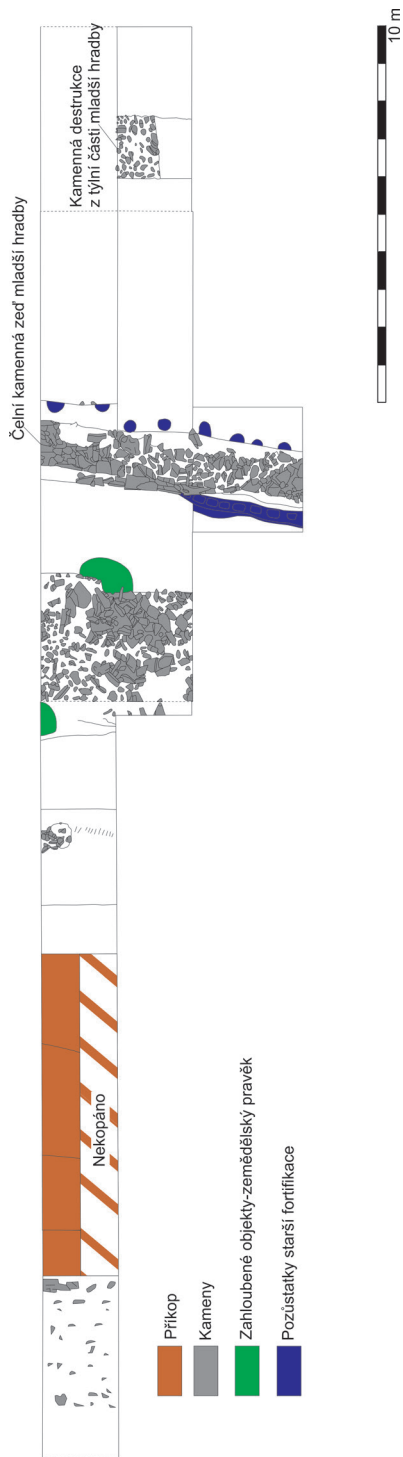 10 m
Kamenná destrukce
z týlní části mladší hradby
Čelní kamenná zeď mladší hradby
Nekopáno
Příkop
Kameny
Zahloubené objekty-zemědělský pravěk
Pozůstatky starší fortifikace